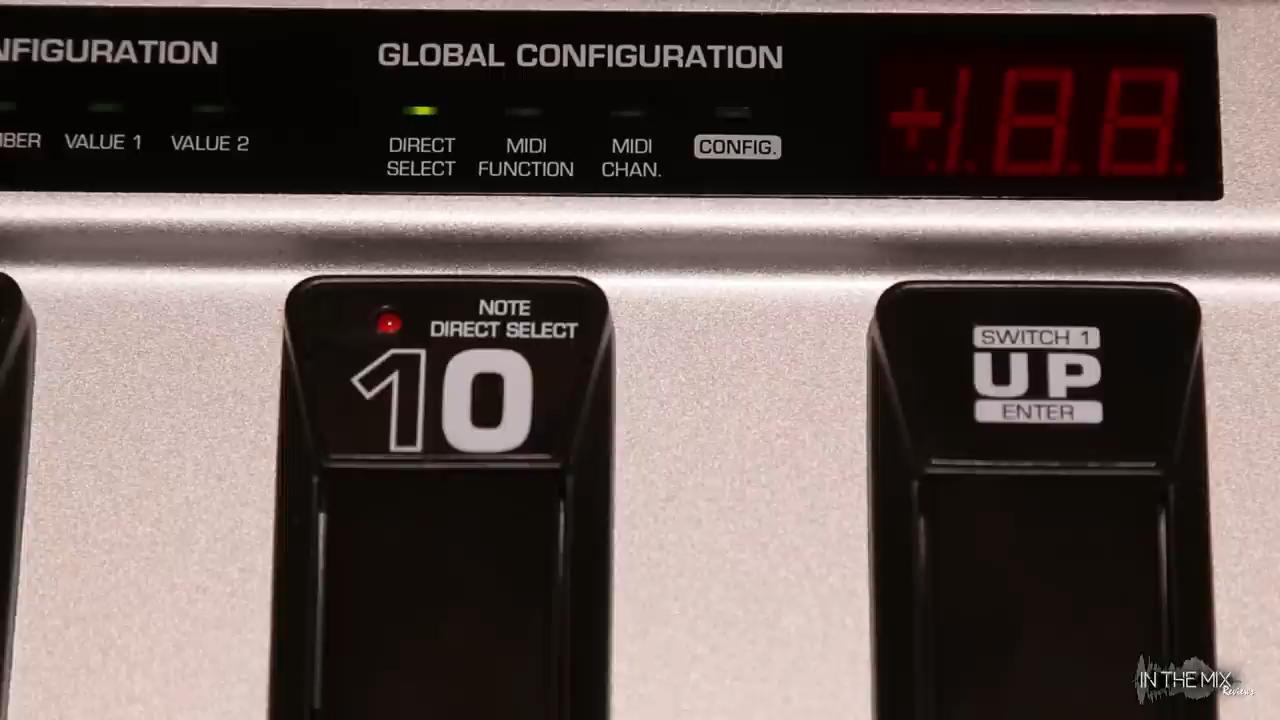 NFIGURATION
GLOBAL CONFIGURATION
+1.8.8.
MBER VALUE 1 VALUE 2
DIRECT SELECT
MIDI FUNCTION
MIDI CHAN.
CONFIG.
NOTE
DIRECT SELECT
10
SWITCH 1
UP
ENTER
IN THE MIX
Reviews